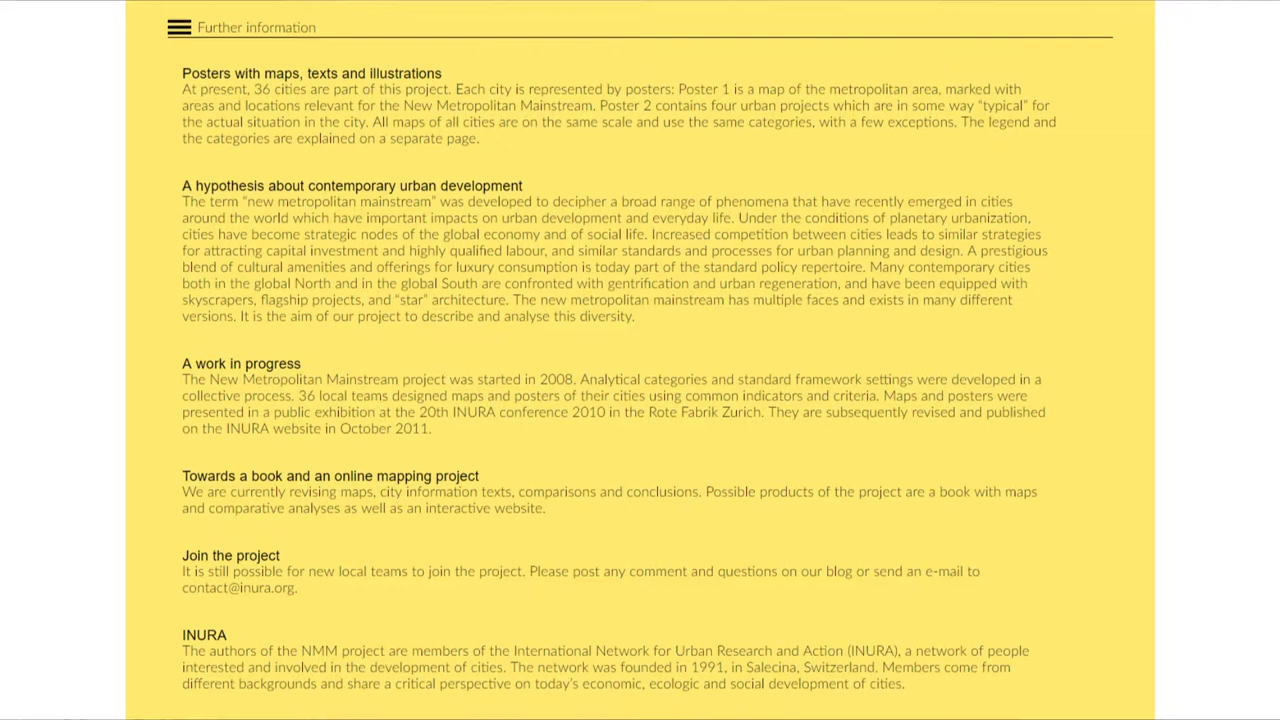 Further information
Posters with maps, texts and illustrations
At present, 36 cities are part of this project. Each city is represented by posters: Poster 1 is a map of the metropolitan area, marked with
areas and locations relevant for the New Metropolitan Mainstream. Poster 2 contains four urban projects which are in some way “typical” for
the actual situation in the city. All maps of all cities are on the same scale and use the same categories, with a few exceptions. The legend and
the categories are explained on a separate page.
A hypothesis about contemporary urban development
The term “new metropolitan mainstream” was developed to decipher a broad range of phenomena that have recently emerged in cities
around the world which have important impacts on urban development and everyday life. Under the conditions of planetary urbanization,
cities have become strategic nodes of the global economy and of social life. Increased competition between cities leads to similar strategies
for attracting capital investment and highly qualified labour, and similar standards and processes for urban planning and design. A prestigious
blend of cultural amenities and offerings for luxury consumption is today part of the standard policy repertoire. Many contemporary cities
both in the global North and in the global South are confronted with gentrification and urban regeneration, and have been equipped with
skyscrapers, flagship projects, and “star” architecture. The new metropolitan mainstream has multiple faces and exists in many different
versions. It is the aim of our project to describe and analyse this diversity.
A work in progress
The New Metropolitan Mainstream project was started in 2008. Analytical categories and standard framework settings were developed in a
collective process. 36 local teams designed maps and posters of their cities using common indicators and criteria. Maps and posters were
presented in a public exhibition at the 20th INURA conference 2010 in the Rote Fabrik Zurich. They are subsequently revised and published
on the INURA website in October 2011.
Towards a book and an online mapping project
We are currently revising maps, city information texts, comparisons and conclusions. Possible products of the project are a book with maps
and comparative analyses as well as an interactive website.
Join the project
It is still possible for new local teams to join the project. Please post any comment and questions on our blog or send an e-mail to
contact@inura.org.
INURA
The authors of the NMM project are members of the International Network for Urban Research and Action (INURA), a network of people
interested and involved in the development of cities. The network was founded in 1991, in Salecina, Switzerland. Members come from
different backgrounds and share a critical perspective on today’s economic, ecologic and social development of cities.